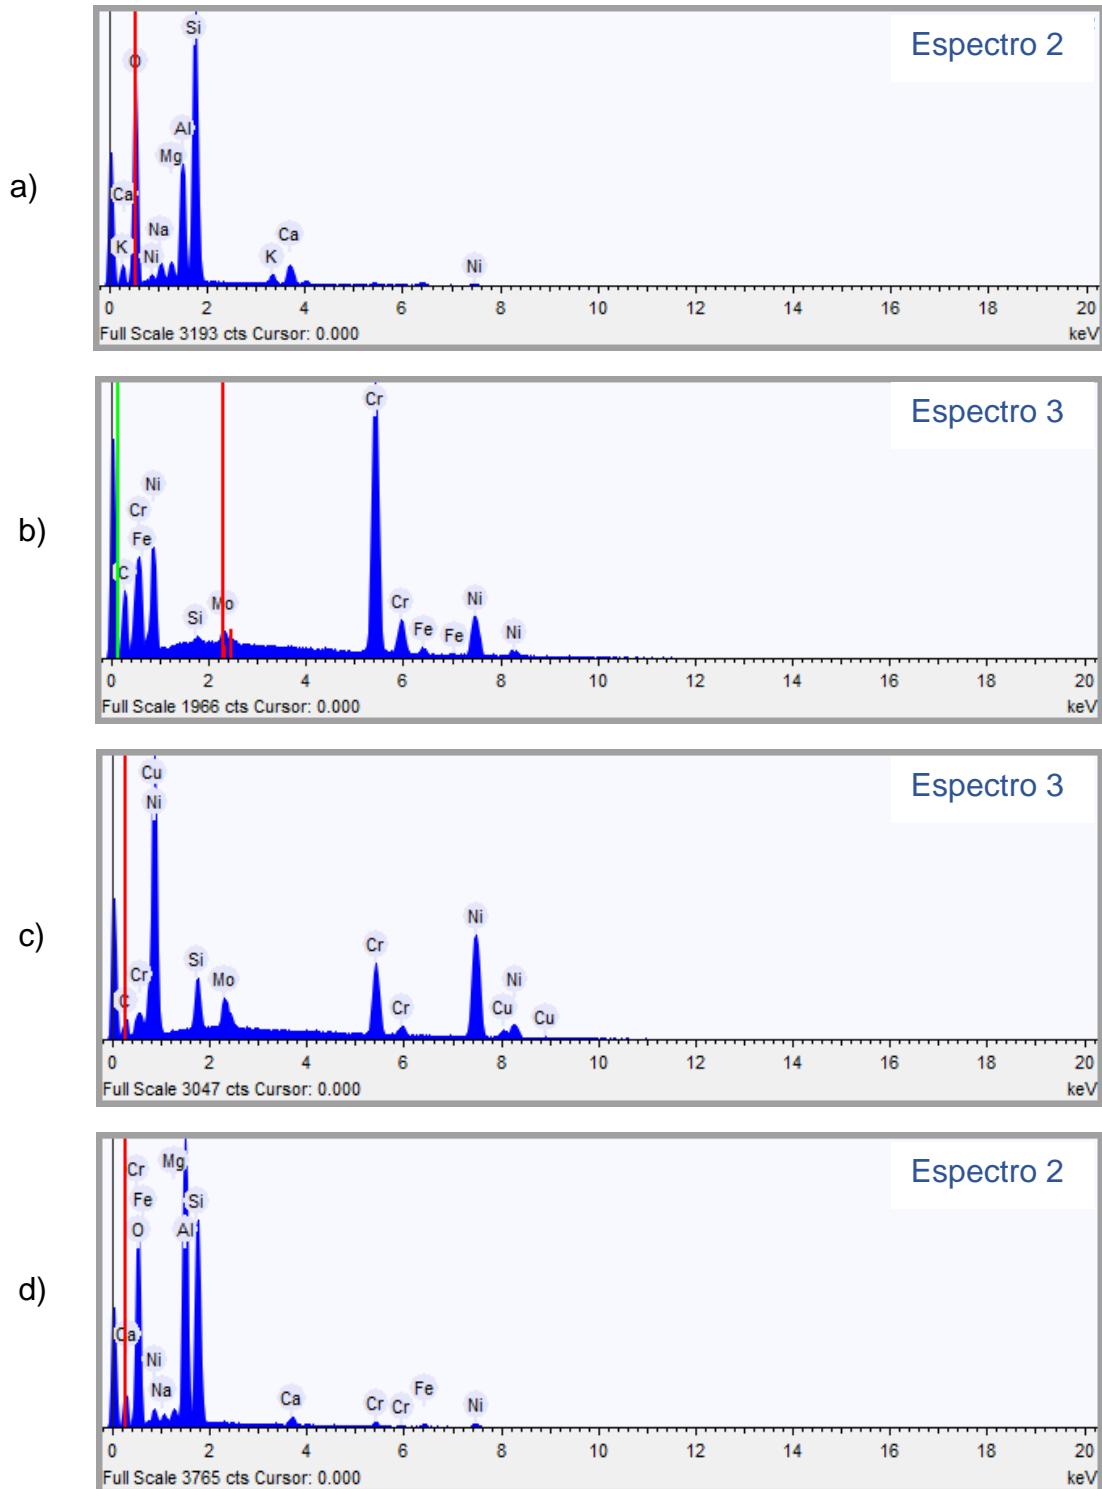 a)
Espectro 2
Si
O
Al
Mg
Ca
Na
K
Ni
K
Ca
Ni
0 2 4 6 8 10 12 14 16 18 20
Full Scale 3193 cts Cursor: 0.000 keV
b)
Espectro 3
Cr
Ni
Cr
Fe
C
Si
Mo
Cr
Fe
Fe
Ni
Ni
0 2 4 6 8 10 12 14 16 18 20
Full Scale 1966 cts Cursor: 0.000 keV
c)
Espectro 3
Cu
Ni
Cr
C
Si
Mo
Cr
Cr
Ni
Cu
Ni
Cu
0 2 4 6 8 10 12 14 16 18 20
Full Scale 3047 cts Cursor: 0.000 keV
d)
Espectro 2
Cr
Mg
Fe
Si
O
Al
Ca
Ni
Na
Ca
Cr
Cr
Fe
Ni
0 2 4 6 8 10 12 14 16 18 20
Full Scale 3765 cts Cursor: 0.000 keV